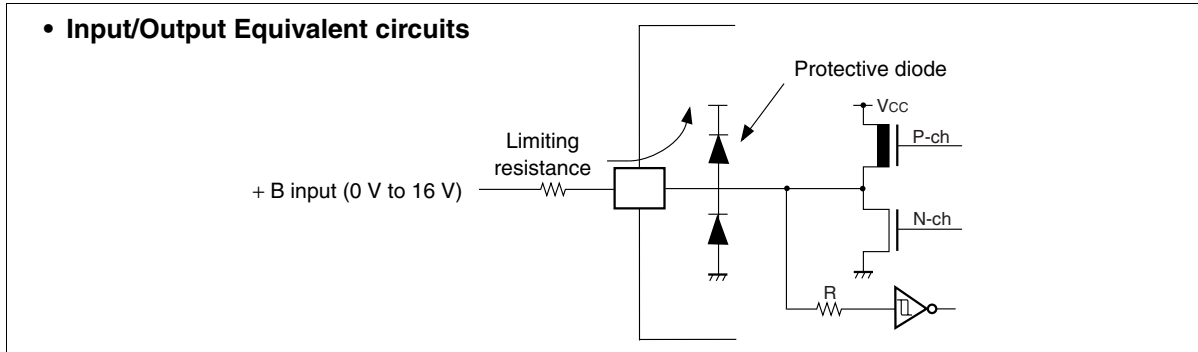 • Input/Output Equivalent circuits
Protective diode
VCC
P-ch
Limiting
resistance
+ B input (0 V to 16 V)
N-ch
R